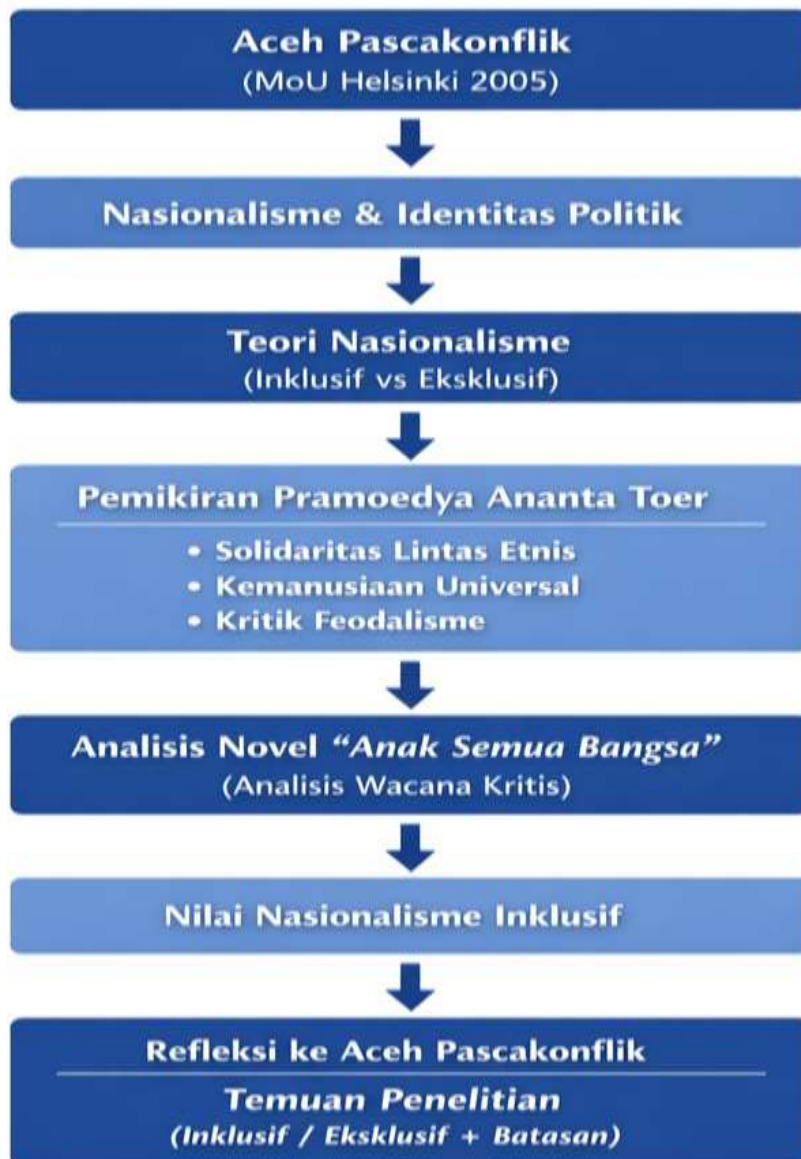 Aceh Pascakonflik
(MoU Helsinki 2005)
Nasionalisme & Identitas Politik
Teori Nasionalisme
(Inklusif vs Eksklusif)
Pemikiran Pramoedya Ananta Toer
• Solidaritas Lintas Etnis
• Kemanusiaan Universal
• Kritik Feodalisme
Analisis Novel “Anak Semua Bangsa”
(Analisis Wacana Kritis)
Nilai Nasionalisme Inklusif
Refleksi ke Aceh Pascakonflik
Temuan Penelitian
(Inklusif / Eksklusif + Batasan)